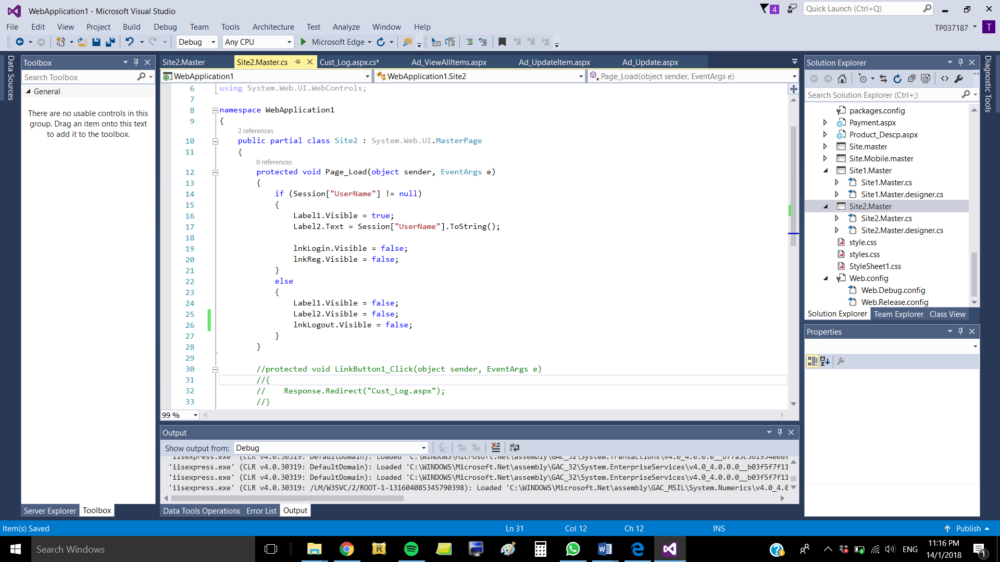 WebApplication1 - Microsoft Visual Studio
4
Quick Launch (Ctrl+Q)
File Edit View Project Build Debug Team Tools Architecture Test Analyze Window Help
TP037187
T
Debug Any CPU Microsoft Edge
Data Sources
Toolbox
Search Toolbox
General
There are no usable controls in this
group. Drag an item onto this text
to add it to the toolbox.
Server Explorer Toolbox
Site2.Master Site2.Master.cs Cust_Log.aspx.cs* Ad_ViewAllItems.aspx Ad_UpdateItem.aspx Ad_Update.aspx
WebApplication1 WebApplication1.Site2 Page_Load(object sender, EventArgs e)
6 using System.Web.UI.WebControls;
7
8 namespace WebApplication1
9 {
2 references
10 public partial class Site2 : System.Web.UI.MasterPage
11 {
0 references
12 protected void Page_Load(object sender, EventArgs e)
13 {
14 if (Session["UserName"] != null)
15 {
16 Label1.Visible = true;
17 Label2.Text = Session["UserName"].ToString();
18
19 lnkLogin.Visible = false;
20 lnkReg.Visible = false;
21 }
22 else
23 {
24 Label1.Visible = false;
25 Label2.Visible = false;
26 lnkLogout.Visible = false;
27 }
28 }
29
30 //protected void LinkButton1_Click(object sender, EventArgs e)
31 //{
32 // Response.Redirect("Cust_Log.aspx");
33 //}
99 %
Output
Show output from: Debug
'iisexpress.exe' (CLR v4.0.30319: DefaultDomain): Loaded 'C:\WINDOWS\Microsoft.Net\assembly\GAC_32\System.Transactions\v4.0_4.0.0.0__b77a5c561934e08
'iisexpress.exe' (CLR v4.0.30319: DefaultDomain): Loaded 'C:\WINDOWS\Microsoft.Net\assembly\GAC_32\System.EnterpriseServices\v4.0_4.0.0.0__b03f5f7f11
'iisexpress.exe' (CLR v4.0.30319: DefaultDomain): Loaded 'C:\WINDOWS\Microsoft.Net\assembly\GAC_32\System.EnterpriseServices\v4.0_4.0.0.0__b03f5f7f11
'iisexpress.exe' (CLR v4.0.30319: /LM/W3SVC/2/ROOT-1-131604085345790398): Loaded 'C:\WINDOWS\Microsoft.Net\assembly\GAC_MSIL\System.Numerics\v4.0_4.0
Data Tools Operations Error List Output
Solution Explorer
Search Solution Explorer (Ctrl+;)
packages.config
Payment.aspx
Product_Descp.aspx
Site.master
Site.Mobile.master
Site1.Master
Site1.Master.cs
Site1.Master.designer.cs
Site2.Master
Site2.Master.cs
Site2.Master.designer.cs
style.css
styles.css
StyleSheet1.css
Web.config
Web.Debug.config
Web.Release.config
Solution Explorer Team Explorer Class View
Properties
Diagnostic Tools
Item(s) Saved Ln 31 Col 12 Ch 12 INS Publish
Search Windows
ENG
11:16 PM
14/1/2018
1